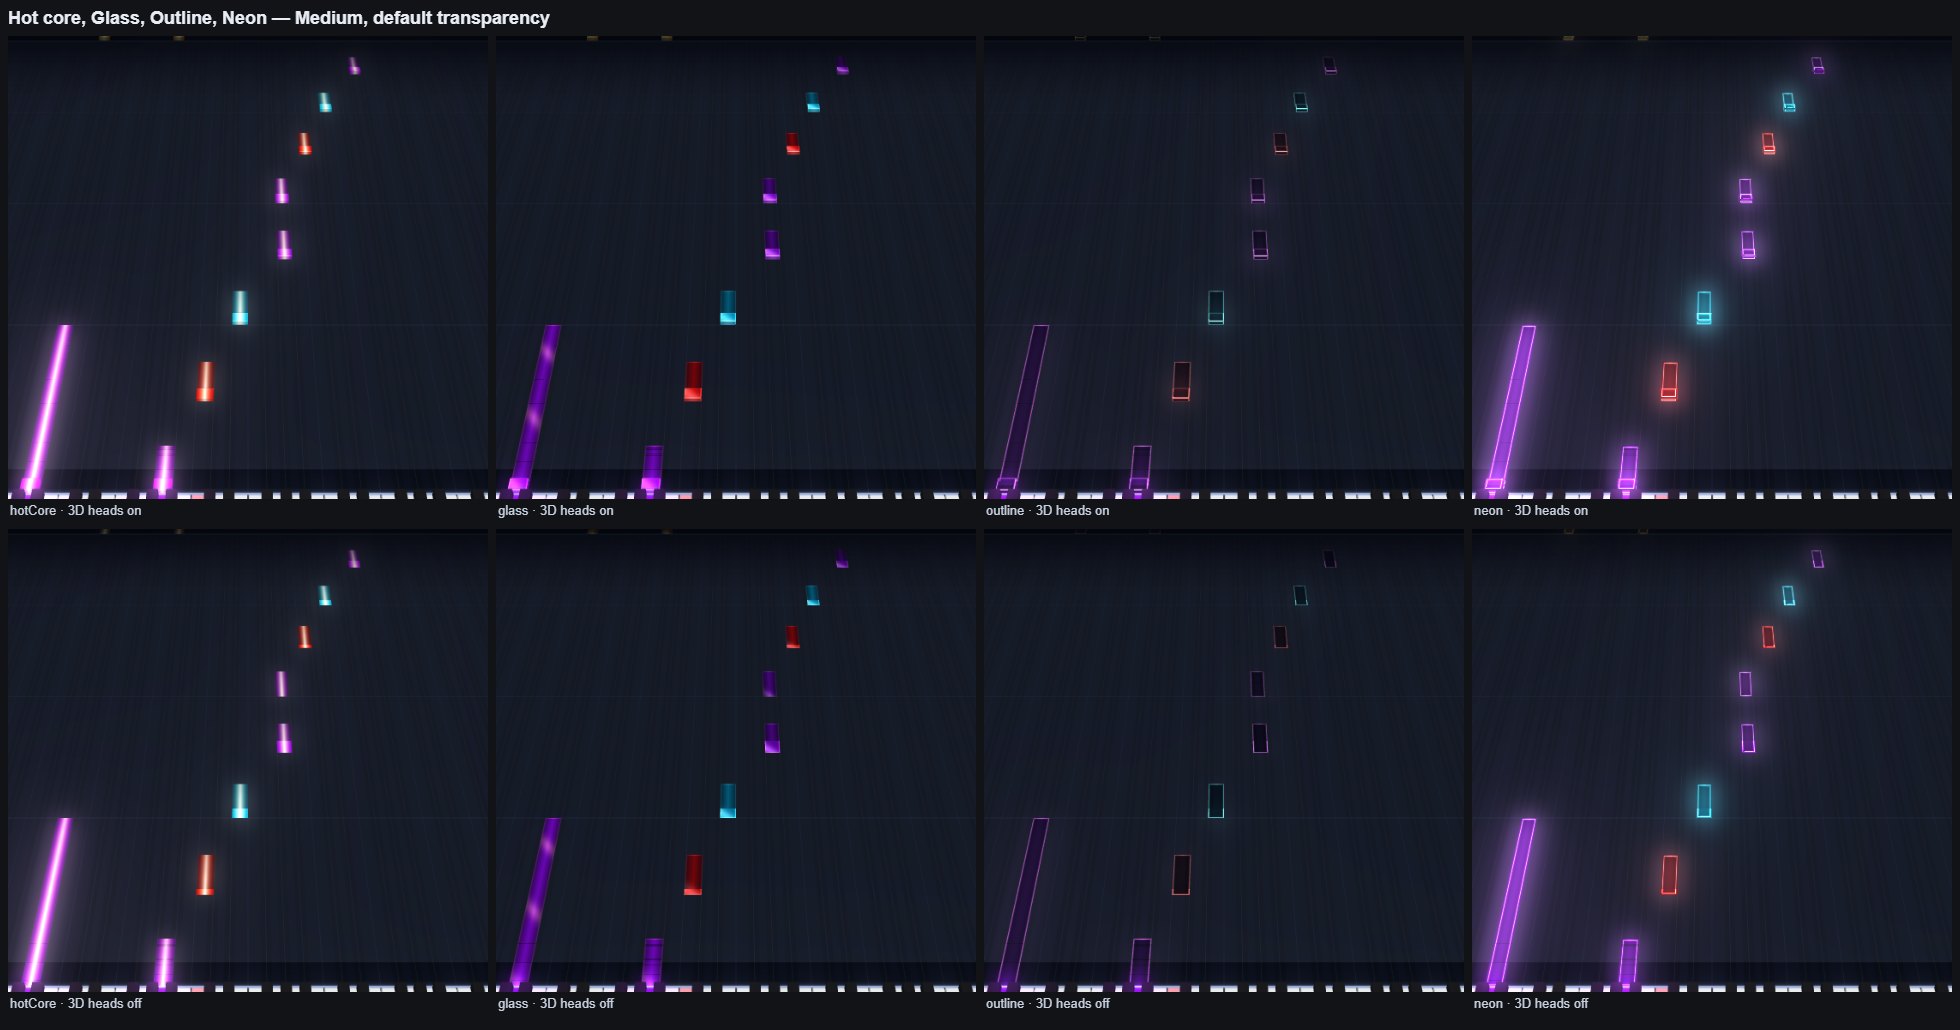 Hot core, Glass, Outline, Neon — Medium, default transparency
hotCore · 3D heads on
glass · 3D heads on
outline · 3D heads on
neon · 3D heads on
hotCore · 3D heads off
glass · 3D heads off
outline · 3D heads off
neon · 3D heads off